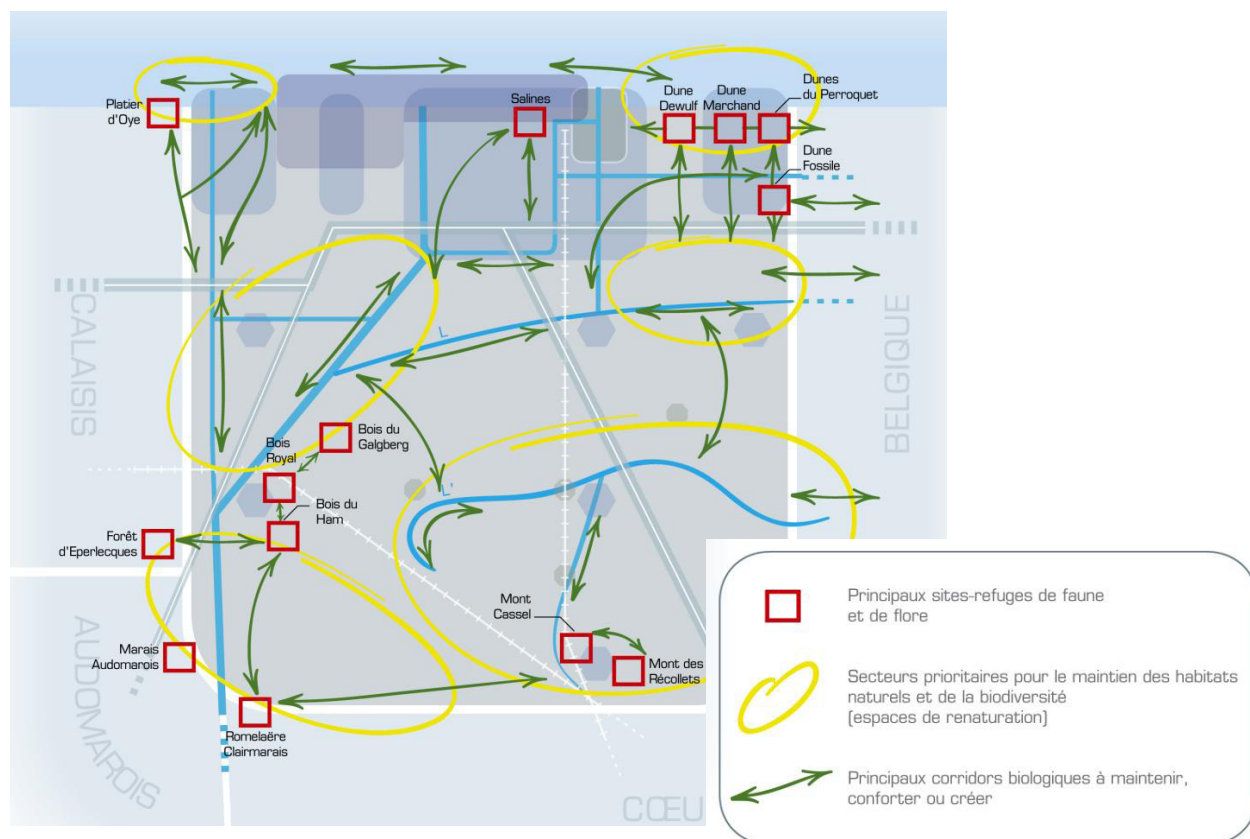 Platier
d'Oye
Salines
Dune
Dewulf
Dune
Marchand
Dunes
du Perroquet
Dune
Fossile
CALAISIS
BELGIQUE
L
Bois
Royal
Bois du
Galgberg
L'
Bois du
Ham
Forêt
d'Eperlecques
Mont
Cassel
Mont des
Récollets
Marais
Audomarois
AUDOMAROIS
Romelaëre
Clairmarais
CŒU
Principaux sites-refuges de faune
et de flore
Secteurs prioritaires pour le maintien des habitats
naturels et de la biodiversité
(espaces de renaturation)
Principaux corridors biologiques à maintenir,
conforter ou créer